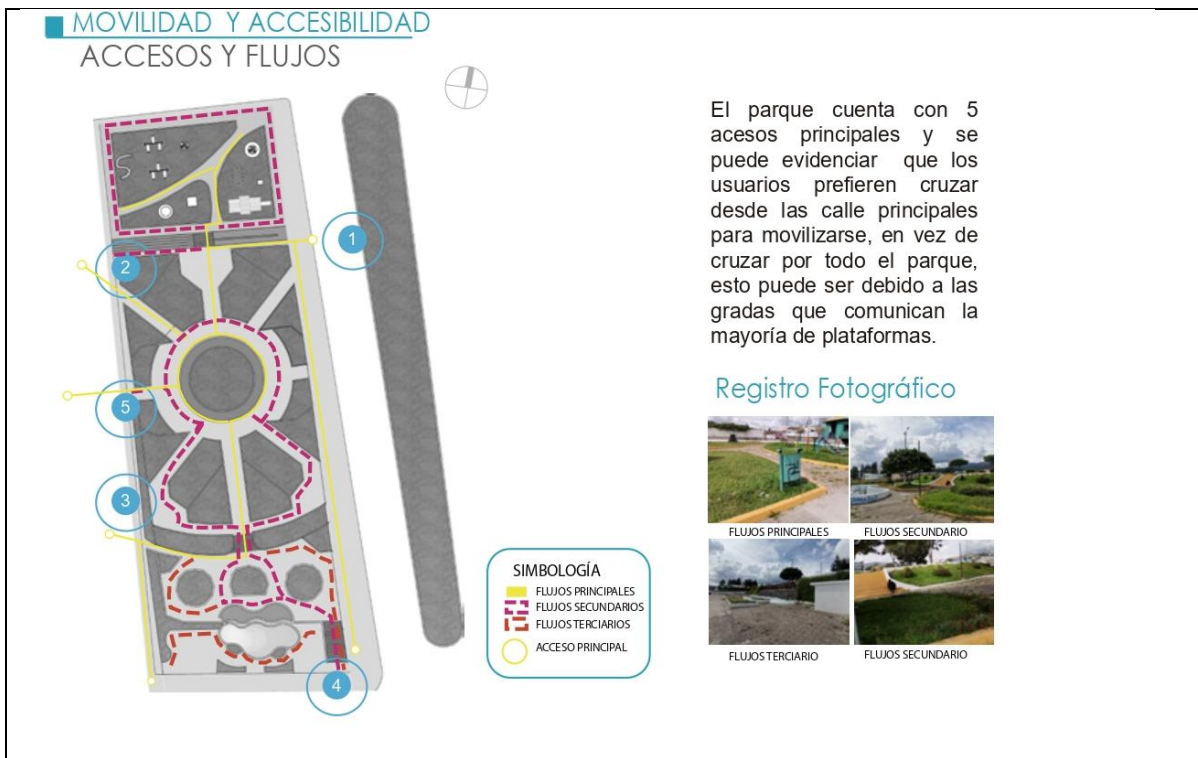 MOVILIDAD Y ACCESIBILIDAD
ACCESOS Y FLUJOS
1
2
5
3
4
SIMBOLOGÍA
FLUJOS PRINCIPALES
FLUJOS SECUNDARIOS
FLUJOS TERCIARIOS
ACCESO PRINCIPAL
El parque cuenta con 5
acesos principales y se
puede evidenciar que los
usuarios prefieren cruzar
desde las calle principales
para movilizarse, en vez de
cruzar por todo el parque,
esto puede ser debido a las
gradas que comunican la
mayoría de plataformas.
Registro Fotográfico
FLUJOS PRINCIPALES
FLUJOS SECUNDARIO
FLUJOS TERCIARIO
FLUJOS SECUNDARIO